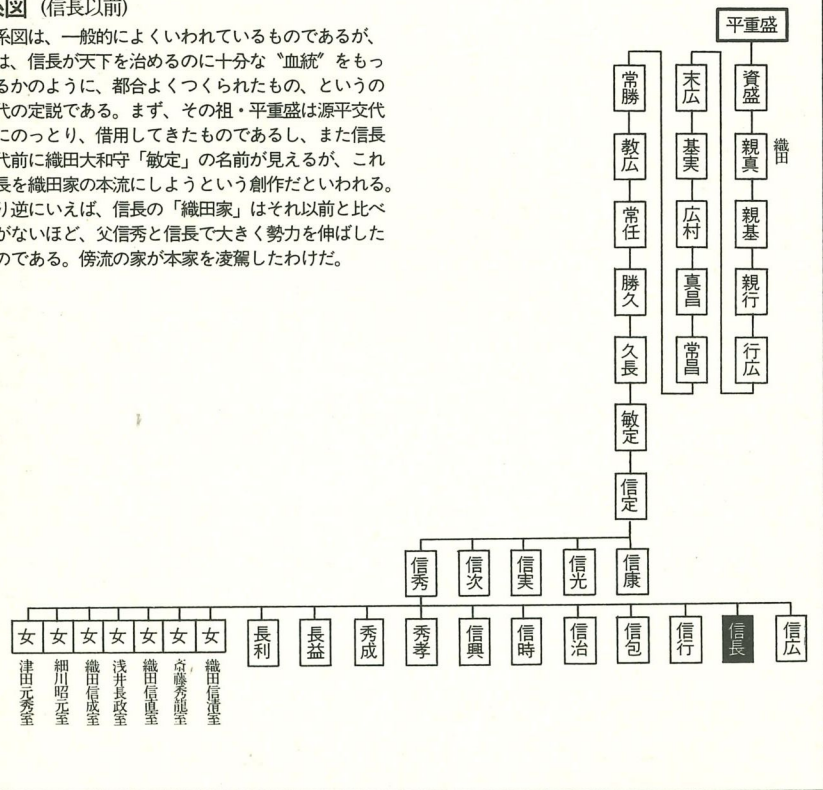 系図(信長以前)
系図は、一般的によくいわれているものであるが、
は、信長が天下を治めるのに十分な〝血統〟をもっ
るかのように、都合よくつくられたもの、というの
代の定説である。まず、その祖・平重盛は源平交代
にのっとり、借用してきたものであるし、また信長
代前に織田大和守「敏定」の名前が見えるが、これ
長を織田家の本流にしようという創作だといわれる。
り逆にいえば、信長の「織田家」はそれ以前と比べ
がないほど、父信秀と信長で大きく勢力を伸ばした
のである。傍流の家が本家を凌駕したわけだ。
平重盛
資盛
織田
親真
親基
親行
行広
末広
基実
広村
真昌
常昌
常勝
教広
常任
勝久
久長
敏定
信定
信康
信光
信実
信次
信秀
信広
信長
信行
信包
信治
信時
信興
秀孝
秀成
長益
長利
女
織田信清室
女
斎藤秀龍室
女
織田信直室
女
浅井長政室
女
織田信成室
女
細川昭元室
女
津田元秀室